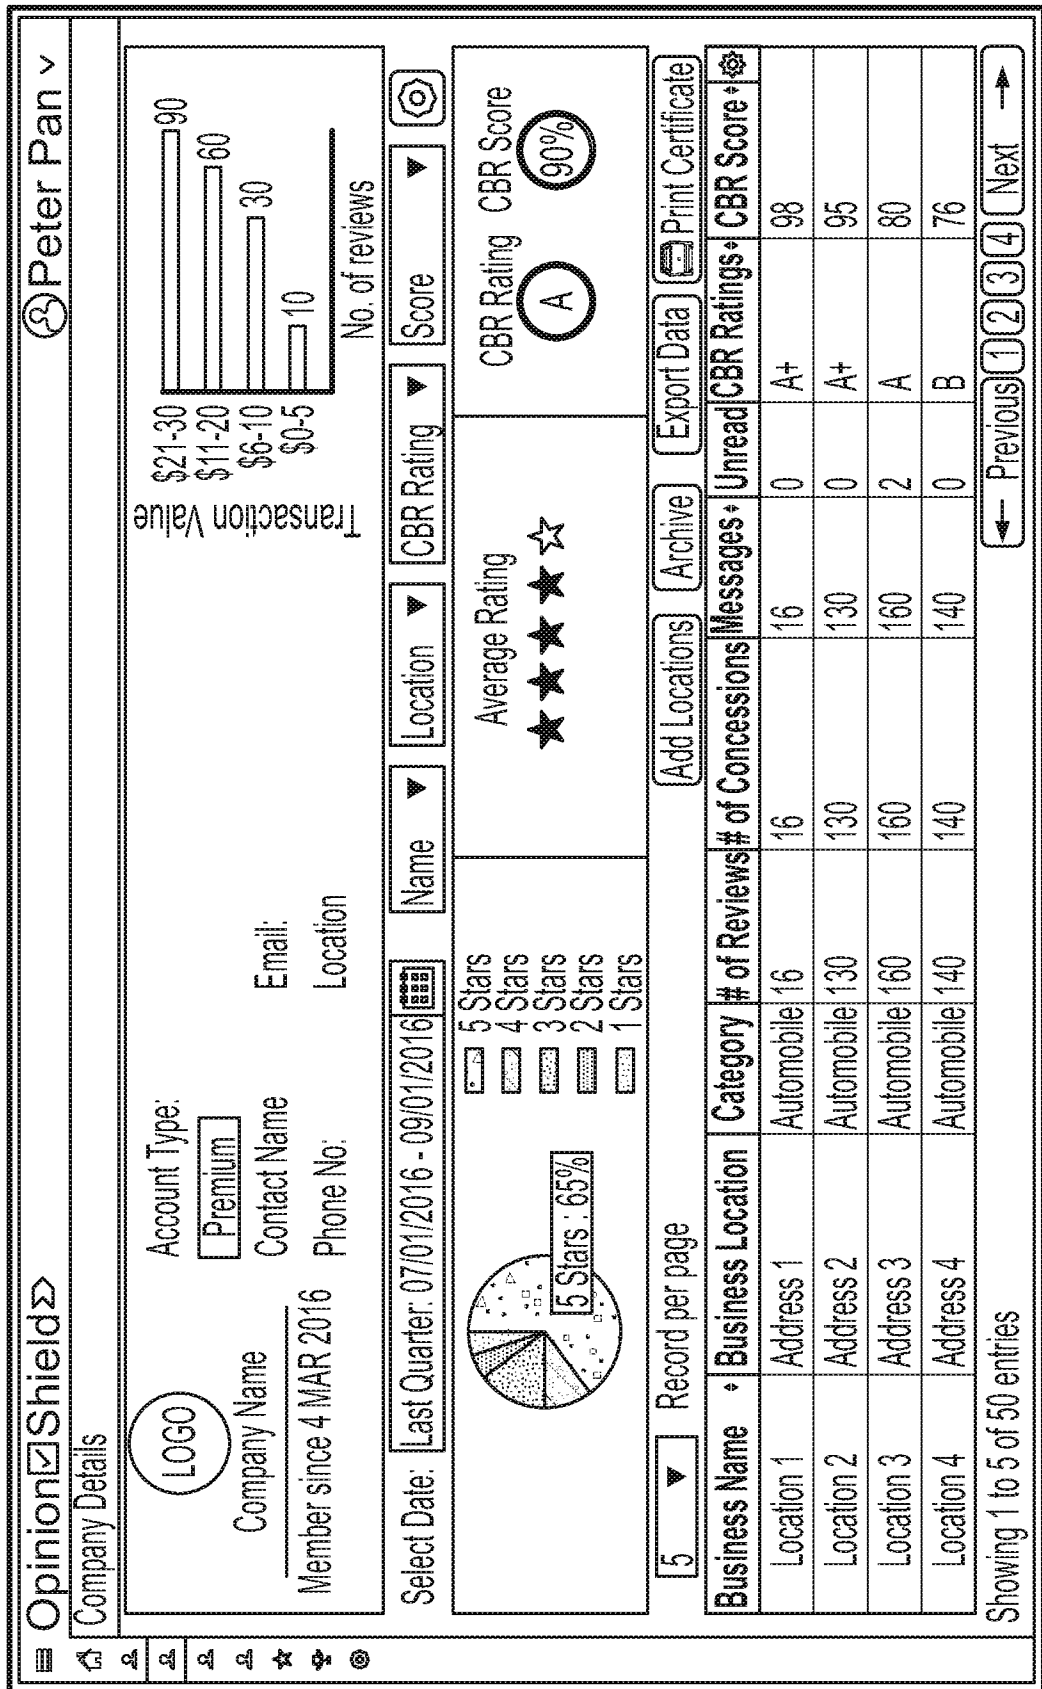 Opinion Shield
Peter Pan
Company Details
LOGO
Company Name
Member since 4 MAR 2016
Account Type:
Premium
Contact Name
Phone No:
Email:
Location
Transaction Value
$21-30 90
$11-20 60
$6-10 30
$0-5 10
No. of reviews
Select Date: Last Quarter: 07/01/2016 - 09/01/2016 Name Location CBR Rating Score
5 Stars : 65%
5 Stars
4 Stars
3 Stars
2 Stars
1 Stars
Average Rating
CBR Rating CBR Score
A 90%
5 Record per page Add Locations Archive Export Data Print Certificate
Business Name Business Location Category # of Reviews # of Concessions Messages Unread CBR Ratings CBR Score
Location 1 Address 1 Automobile 16 16 16 0 A+ 98
Location 2 Address 2 Automobile 130 130 130 0 A+ 95
Location 3 Address 3 Automobile 160 160 160 2 A 80
Location 4 Address 4 Automobile 140 140 140 0 B 76
Showing 1 to 5 of 50 entries Previous 1 2 3 4 Next